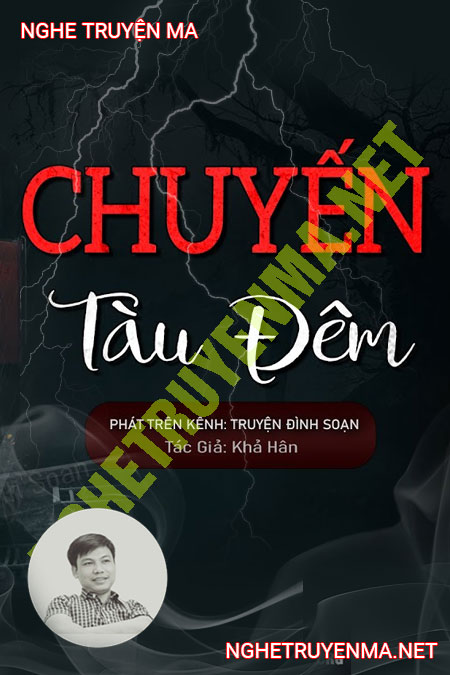 NGHE TRUYỆN MA
CHUYẾN
Tàu Đêm
NGHETRUYENMA.NET
PHÁT TRÊN KÊNH: TRUYỆN ĐÌNH SOẠN
Tác Giả: Khả Hân
NGHETRUYENMA.NET